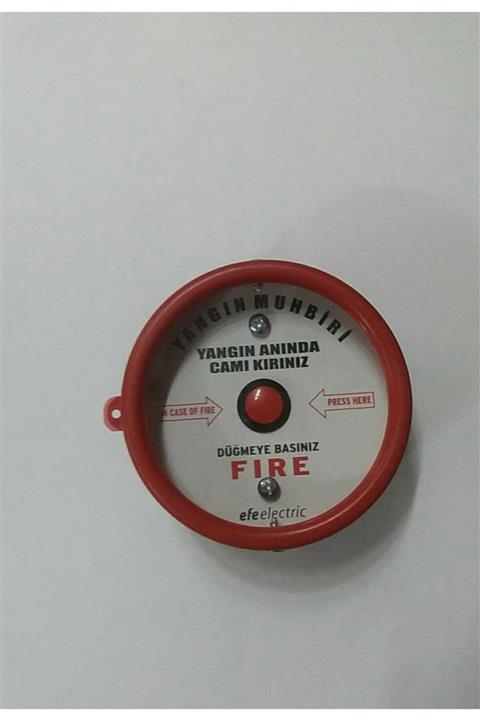 YANGIN MUHBİRİ
YANGIN ANINDA
CAMI KIRINIZ
IN CASE OF FIRE
PRESS HERE
DÜĞMEYE BASINIZ
FIRE
efeelectric